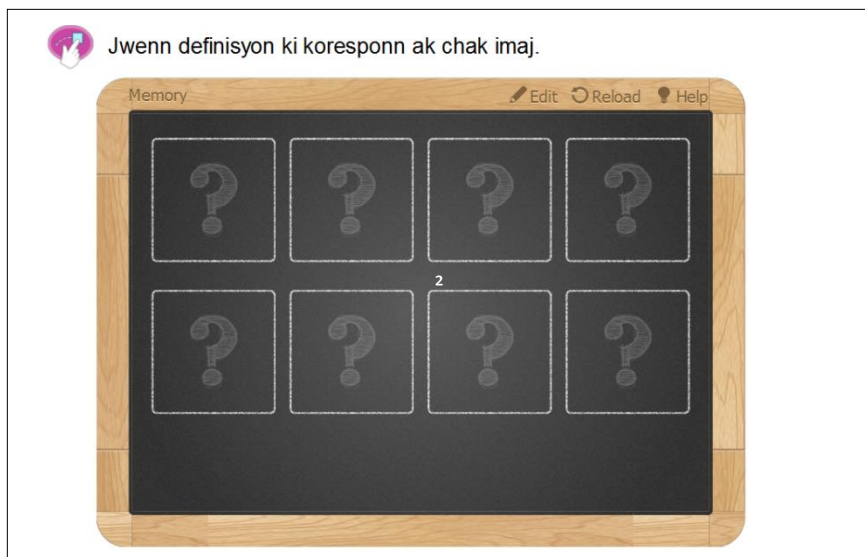 Jwenn definisyon ki koresponn ak chak imaj.
Memory Edit Reload Help
? ? ? ?
2
? ? ? ?